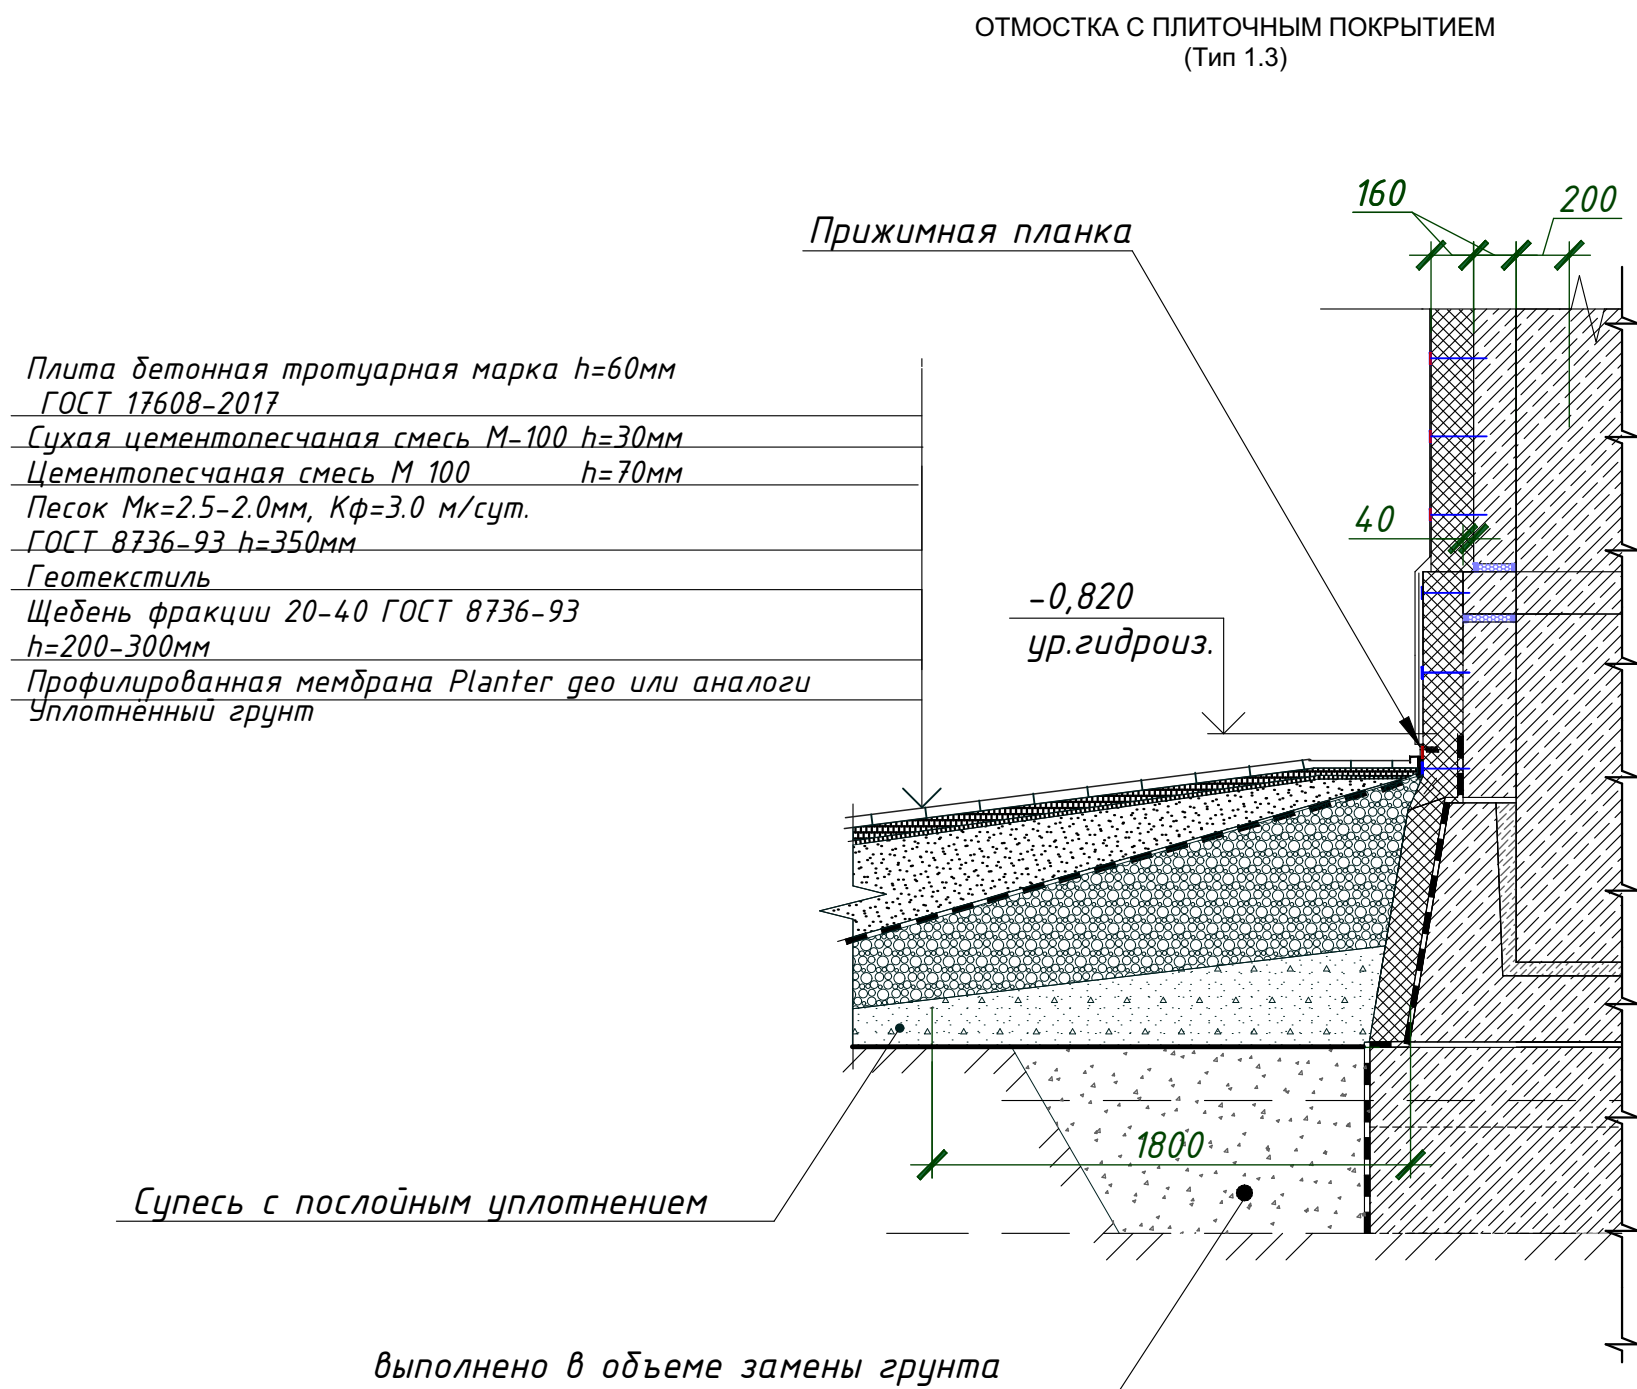 ОТМОСТКА С ПЛИТОЧНЫМ ПОКРЫТИЕМ
(Тип 1.3)
160
200
Прижимная планка
Плита бетонная тротуарная марка h=60мм
ГОСТ 17608-2017
Сухая цементопесчаная смесь М-100 h=30мм
Цементопесчаная смесь М 100 h=70мм
Песок Мк=2.5-2.0мм, Кф=3.0 м/сут.
ГОСТ 8736-93 h=350мм
Геотекстиль
Щебень фракции 20-40 ГОСТ 8736-93
h=200-300мм
Профилированная мембрана Planter geo или аналоги
Уплотнённый грунт
40
-0,820
ур.гидроиз.
1800
Супесь с послойным уплотнением
выполнено в объеме замены грунта